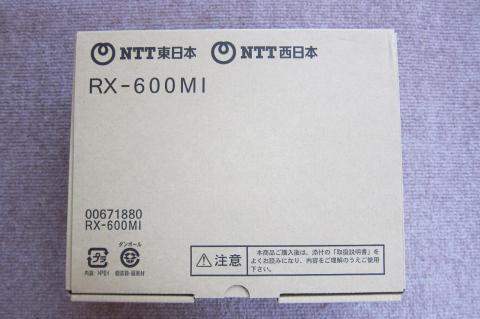 NTT東日本 NTT西日本
RX-600MI
00671880
RX-600MI
ダンボール
注意
本商品ご購入後は、添付の「取扱説明書」を
よくお読みになり、内容をご理解のうえご使用
下さい。